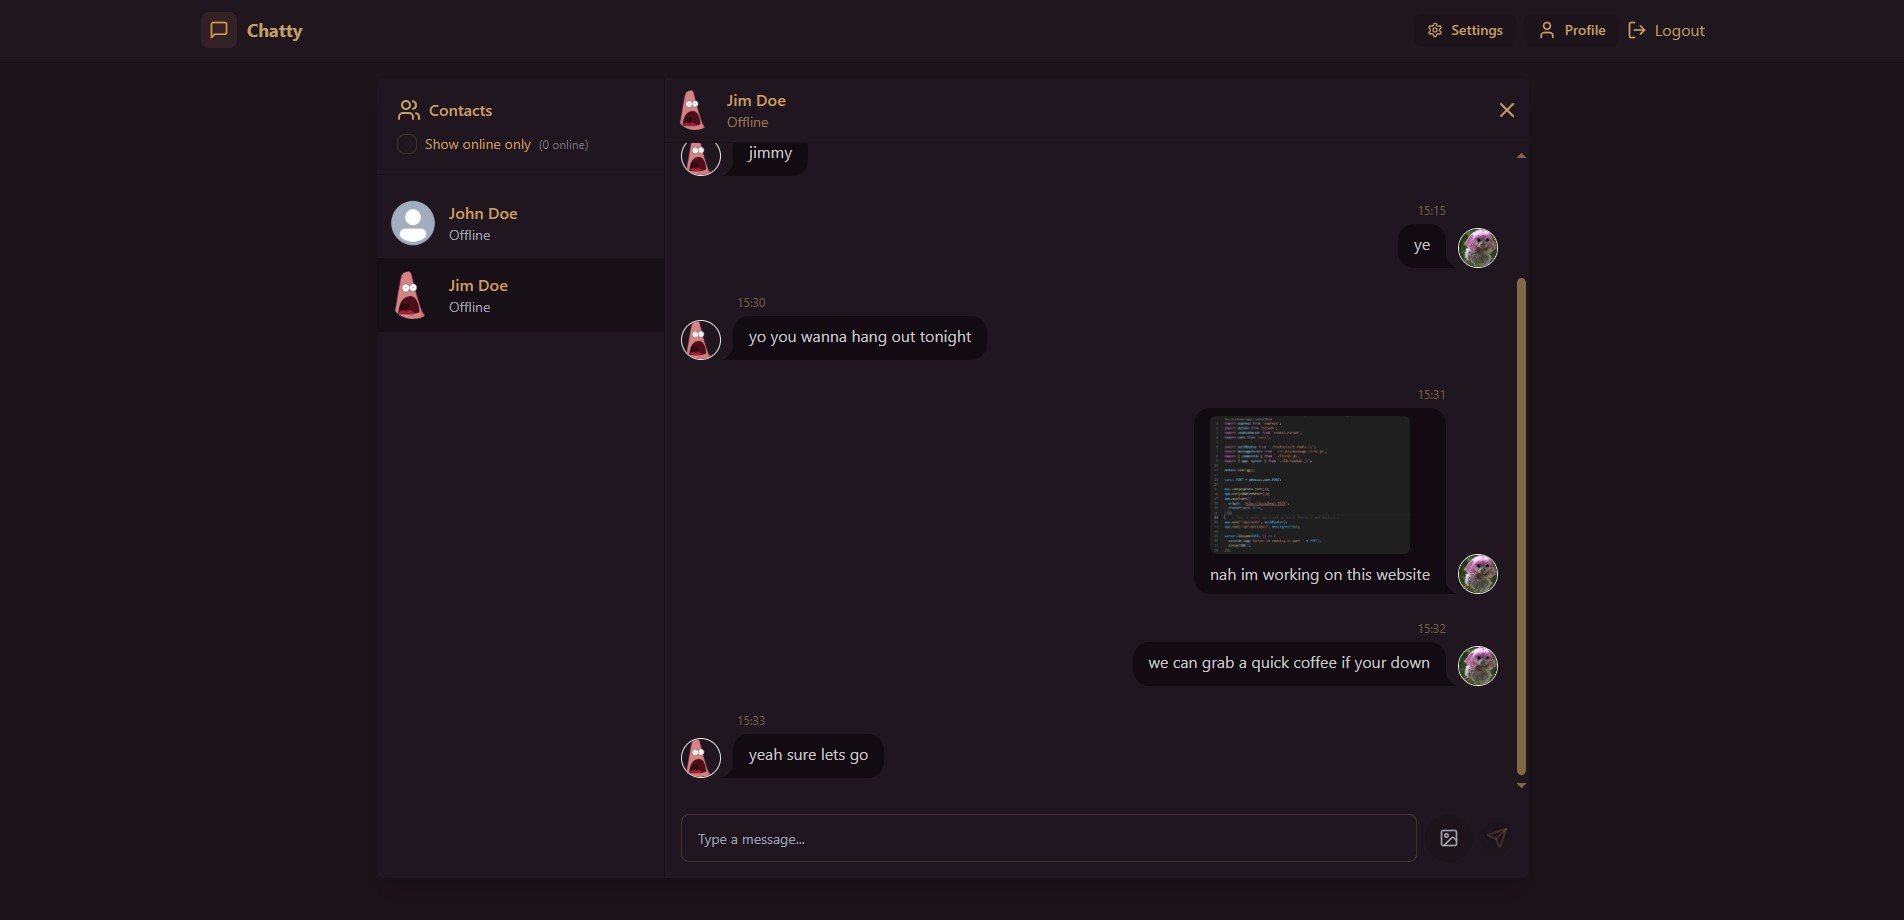 Chatty
Settings
Profile
Logout
Contacts
Show online only (0 online)
John Doe
Offline
Jim Doe
Offline
Jim Doe
Offline
jimmy
15:15
ye
15:30
yo you wanna hang out tonight
15:31
nah im working on this website
15:32
we can grab a quick coffee if your down
15:33
yeah sure lets go
Type a message...